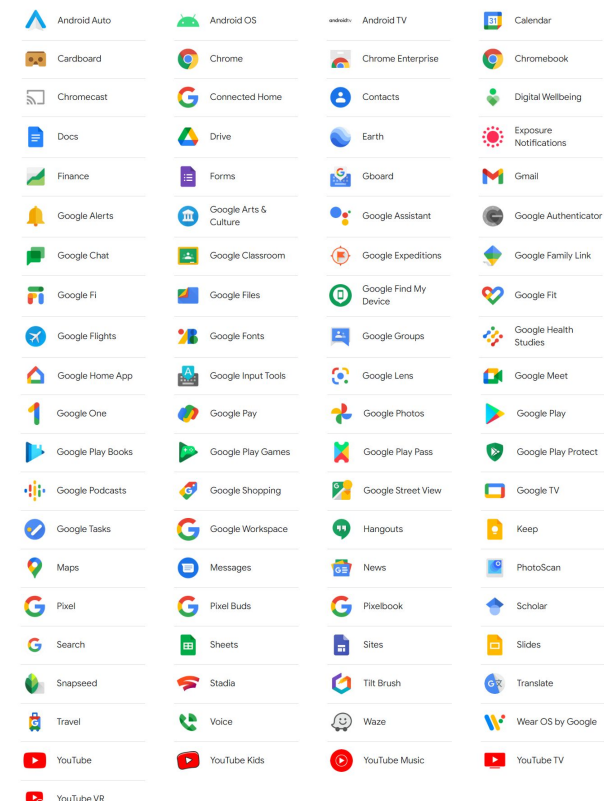 Android Auto
Android OS
androidtv
Android TV
31
Calendar
Cardboard
Chrome
Chrome Enterprise
Chromebook
Chromecast
Connected Home
Contacts
Digital Wellbeing
Docs
Drive
Earth
Exposure
Notifications
Finance
Forms
Gboard
Gmail
Google Alerts
Google Arts &
Culture
Google Assistant
Google Authenticator
Google Chat
Google Classroom
Google Expeditions
Google Family Link
Google Fi
Google Files
Google Find My
Device
Google Fit
Google Flights
Google Fonts
Google Groups
Google Health
Studies
Google Home App
Google Input Tools
Google Lens
Google Meet
Google One
Google Pay
Google Photos
Google Play
Google Play Books
Google Play Games
Google Play Pass
Google Play Protect
Google Podcasts
Google Shopping
Google Street View
Google TV
Google Tasks
Google Workspace
Hangouts
Keep
Maps
Messages
News
PhotoScan
Pixel
Pixel Buds
Pixelbook
Scholar
Search
Sheets
Sites
Slides
Snapseed
Stadia
Tilt Brush
Translate
Travel
Voice
Waze
Wear OS by Google
YouTube
YouTube Kids
YouTube Music
YouTube TV
YouTube VR